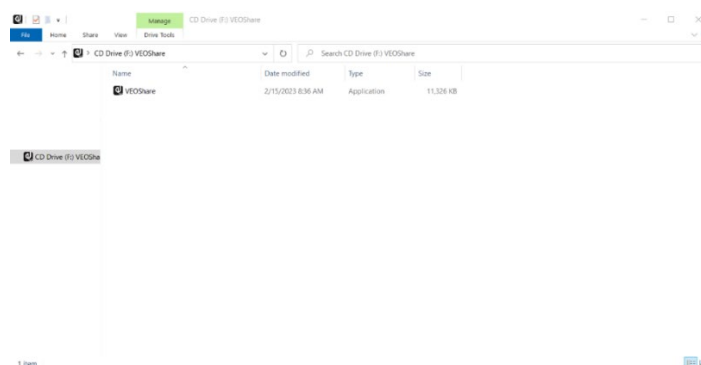 Manage CD Drive (F:) VEOShare
File Home Share View Drive Tools
CD Drive (F:) VEOShare Search CD Drive (F:) VEOShare
Name Date modified Type Size
VEOShare 2/15/2023 8:36 AM Application 11,326 KB
CD Drive (F:) VEOSha
1 item